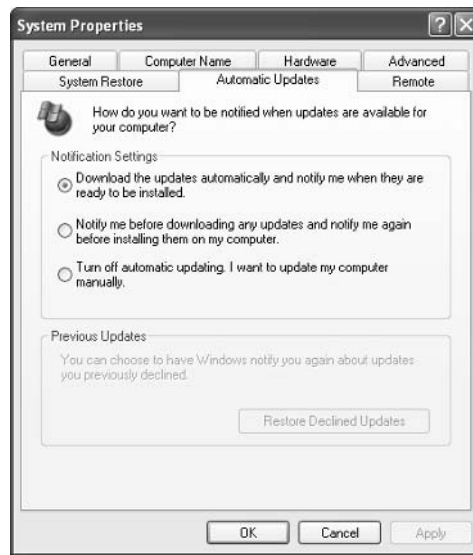 System Properties
General Computer Name Hardware Advanced
System Restore Automatic Updates Remote
How do you want to be notified when updates are available for
your computer?
Notification Settings
Download the updates automatically and notify me when they are
ready to be installed.
Notify me before downloading any updates and notify me again
before installing them on my computer.
Turn off automatic updating. I want to update my computer
manually.
Previous Updates
You can choose to have Windows notify you again about updates
you previously declined.
Restore Declined Updates
OK Cancel Apply